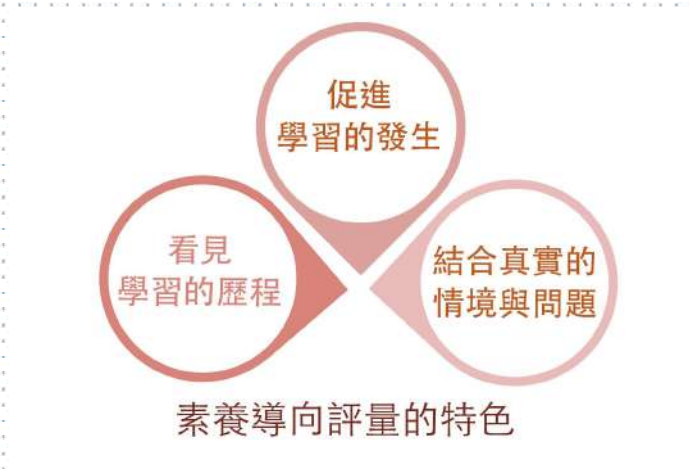 促進
學習的發生
看見
學習的歷程
結合真實的
情境與問題
素養導向評量的特色